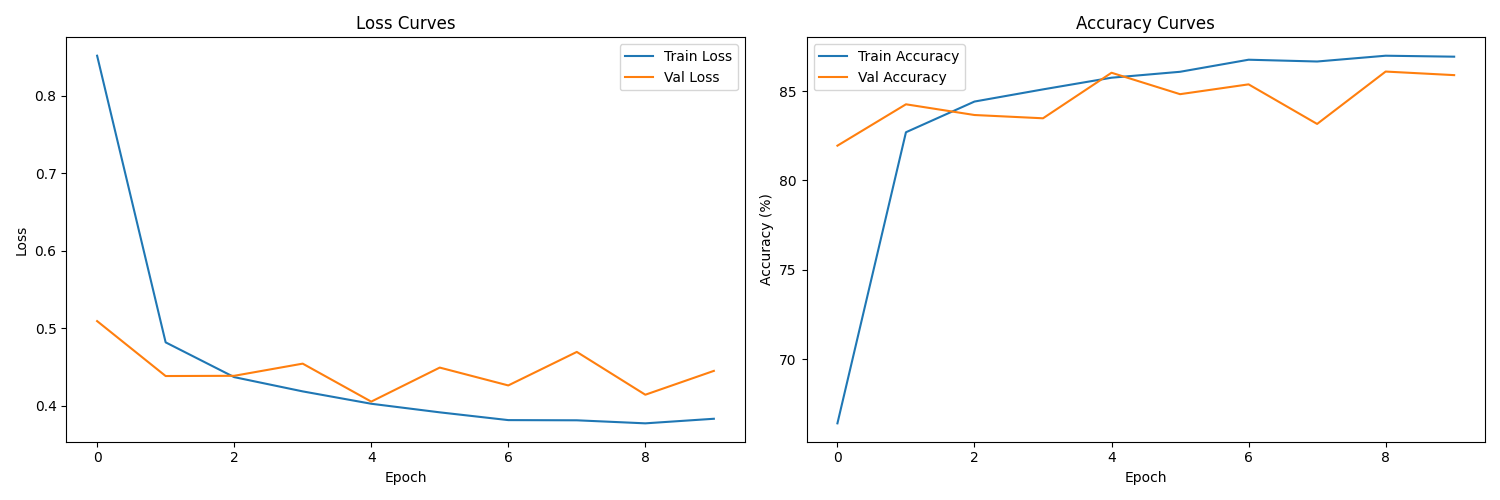 Loss Curves
Train Loss
Val Loss
0.8
0.7
0.6
0.5
0.4
Loss
0
2
4
6
8
Epoch
Accuracy Curves
Train Accuracy
Val Accuracy
85
80
75
70
Accuracy (%)
0
2
4
6
8
Epoch